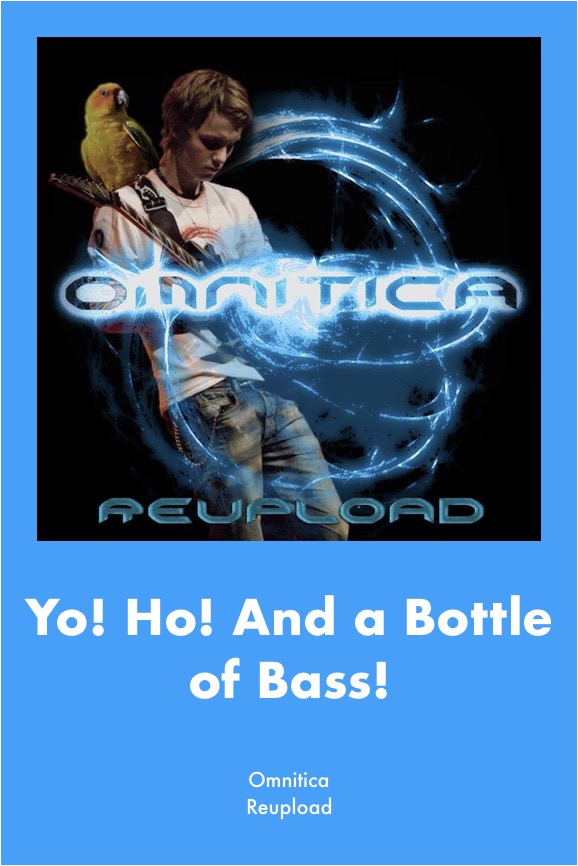 OMNITICA
REUPLOAD
Yo! Ho! And a Bottle
of Bass!
Omnitica
Reupload